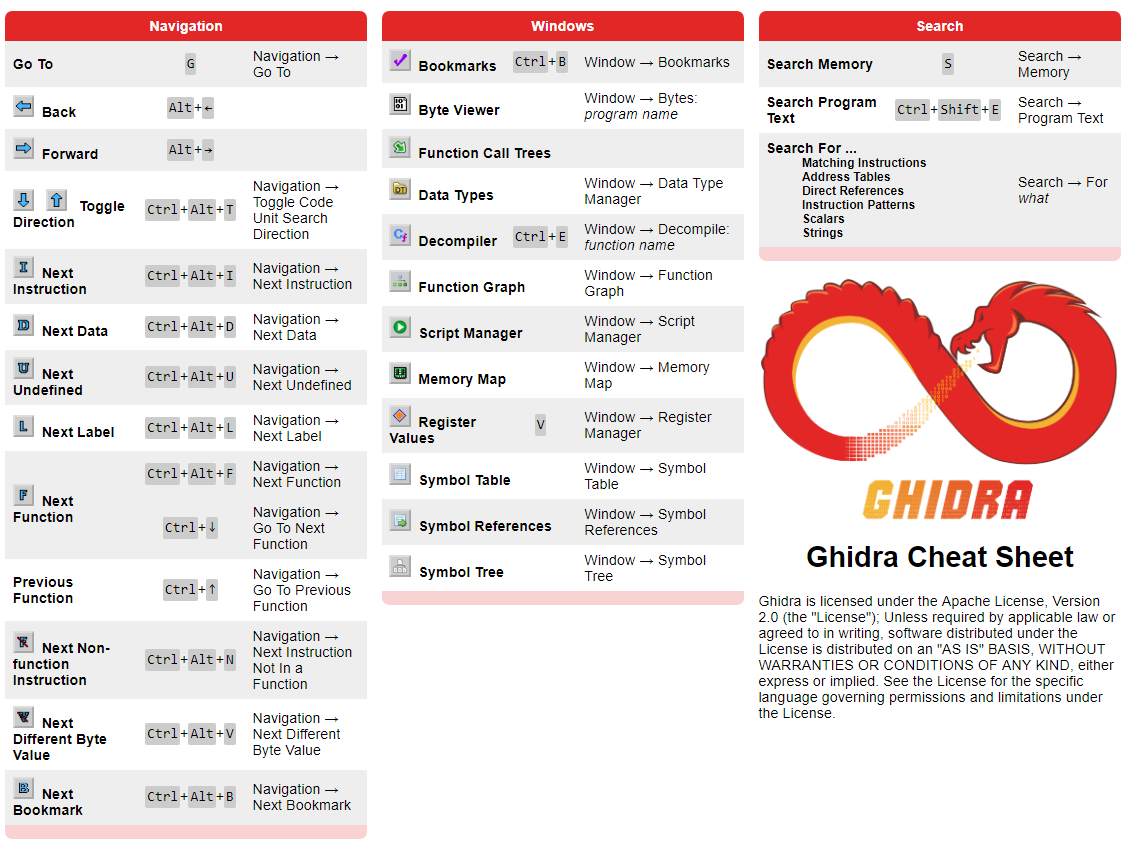 Navigation
Go To G Navigation →
Go To
Back Alt+←
Forward Alt+→
Toggle
Direction Ctrl+Alt+T Navigation →
Toggle Code
Unit Search
Direction
Next
Instruction Ctrl+Alt+I Navigation →
Next Instruction
Next Data Ctrl+Alt+D Navigation →
Next Data
Next
Undefined Ctrl+Alt+U Navigation →
Next Undefined
Next Label Ctrl+Alt+L Navigation →
Next Label
Next
Function Ctrl+Alt+F Navigation →
Next Function
Ctrl+↓ Navigation →
Go To Next
Function
Previous
Function Ctrl+↑ Navigation →
Go To Previous
Function
Next Non-
function
Instruction Ctrl+Alt+N Navigation →
Next Instruction
Not In a
Function
Next
Different Byte
Value Ctrl+Alt+V Navigation →
Next Different
Byte Value
Next
Bookmark Ctrl+Alt+B Navigation →
Next Bookmark
Windows
Bookmarks Ctrl+B Window → Bookmarks
Byte Viewer Window → Bytes:
program name
Function Call Trees
Data Types Window → Data Type
Manager
Decompiler Ctrl+E Window → Decompile:
function name
Function Graph Window → Function
Graph
Script Manager Window → Script
Manager
Memory Map Window → Memory
Map
Register
Values V Window → Register
Manager
Symbol Table Window → Symbol
Table
Symbol References Window → Symbol
References
Symbol Tree Window → Symbol
Tree
Search
Search Memory S Search →
Memory
Search Program
Text Ctrl+Shift+E Search →
Program Text
Search For ...
Matching Instructions
Address Tables
Direct References
Instruction Patterns
Scalars
Strings
Search → For
what
GHIDRA
Ghidra Cheat Sheet
Ghidra is licensed under the Apache License, Version
2.0 (the "License"); Unless required by applicable law or
agreed to in writing, software distributed under the
License is distributed on an "AS IS" BASIS, WITHOUT
WARRANTIES OR CONDITIONS OF ANY KIND, either
express or implied. See the License for the specific
language governing permissions and limitations under
the License.